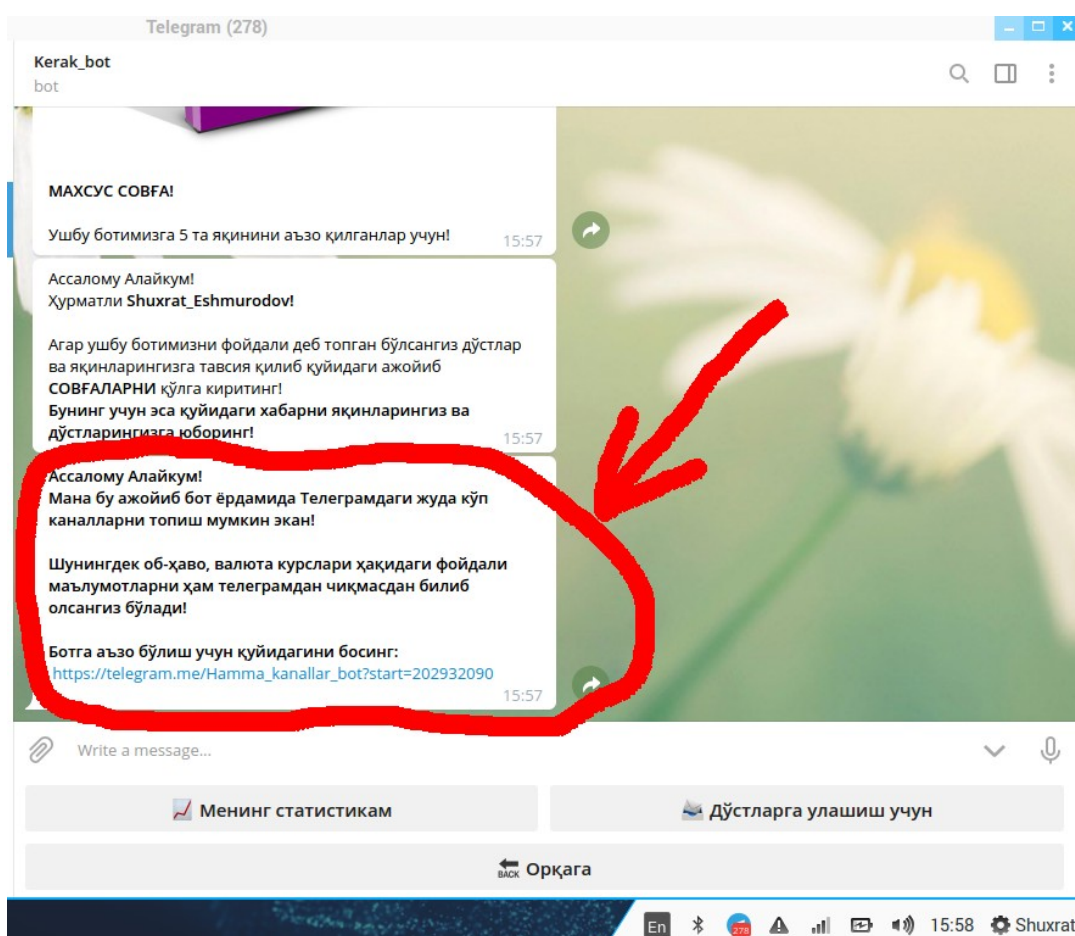 Telegram (278)
Kerak_bot
bot
МАХСУС СОВҒА!
Ушбу ботимизга 5 та яқинини аъзо қилганлар учун!
15:57
Ассалому Алайкум!
Ҳурматли Shuxrat_Eshmurodov!
Агар ушбу ботимизни фойдали деб топган бўлсангиз дўстлар
ва яқинларингизга тавсия қилиб қуйидаги ажойиб
СОВҒАЛАРНИ қўлга киритинг!
Бунинг учун эса қуйидаги хабарни яқинларингиз ва
дўстларингизга юборинг!
15:57
Ассалому Алайкум!
Мана бу ажойиб бот ёрдамида Телеграмдаги жуда кўп
каналларни топиш мумкин экан!
Шунингдек об-ҳаво, валюта курслари ҳақидаги фойдали
маълумотларни ҳам телеграмдан чиқмасдан билиб
олсангиз бўлади!
Ботга аъзо бўлиш учун қуйидагини босинг:
https://telegram.me/Hamma_kanallar_bot?start=202932090
15:57
Write a message...
Менинг статистикам
Дўстларга улашиш учун
BACK Орқага
En 278 15:58 Shuxrat